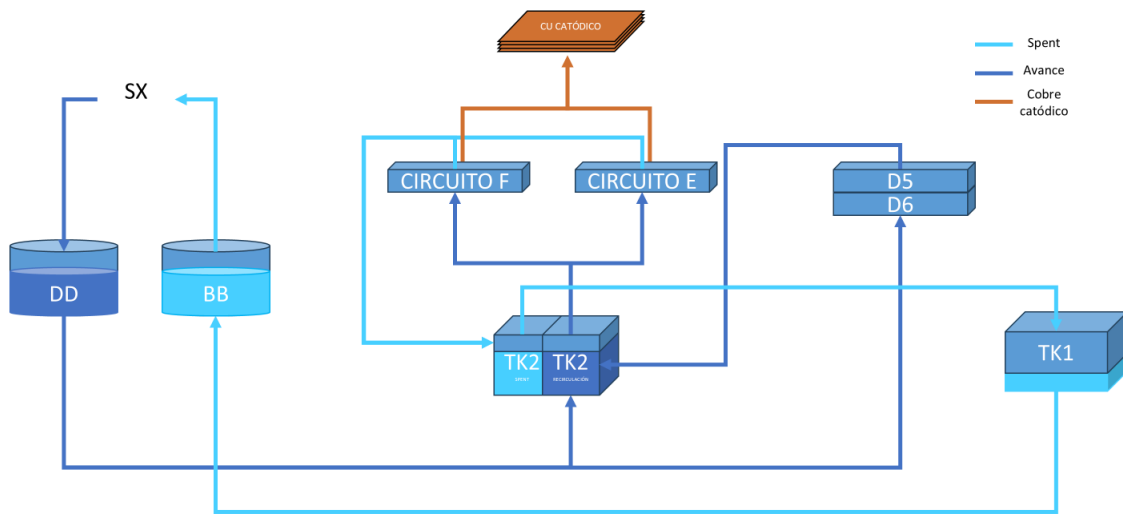 CU CATÓDICO
Spent
Avance
Cobre
catódico
SX
CIRCUITO F
CIRCUITO E
D5
D6
DD
BB
TK2
SPENT
TK2
RECIRCULACIÓN
TK1